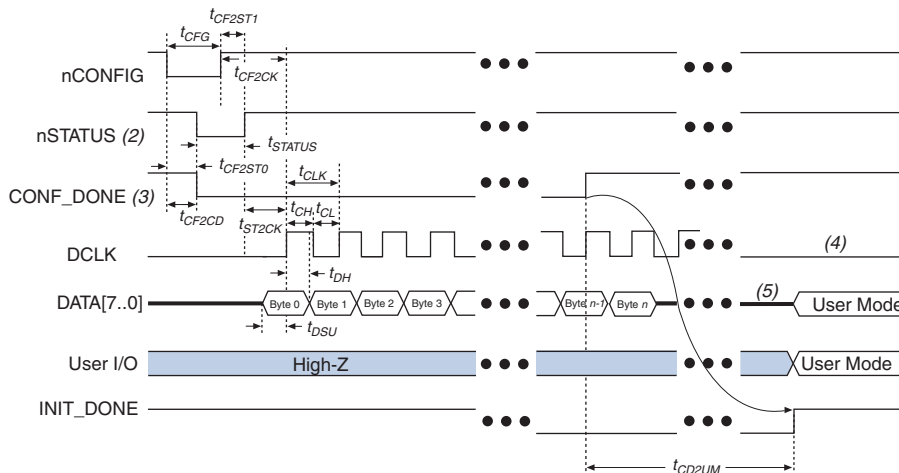 tCF2ST1
tCFG
nCONFIG
tCF2CK
nSTATUS (2)
tSTATUS
tCF2ST0
tCLK
CONF_DONE (3)
tCF2CD
tST2CK
tCH
tCL
DCLK
(4)
tDH
DATA[7..0]
Byte 0
Byte 1
Byte 2
Byte 3
Byte n-1
Byte n
(5)
User Mode
tDSU
User I/O
High-Z
User Mode
INIT_DONE
tCD2UM